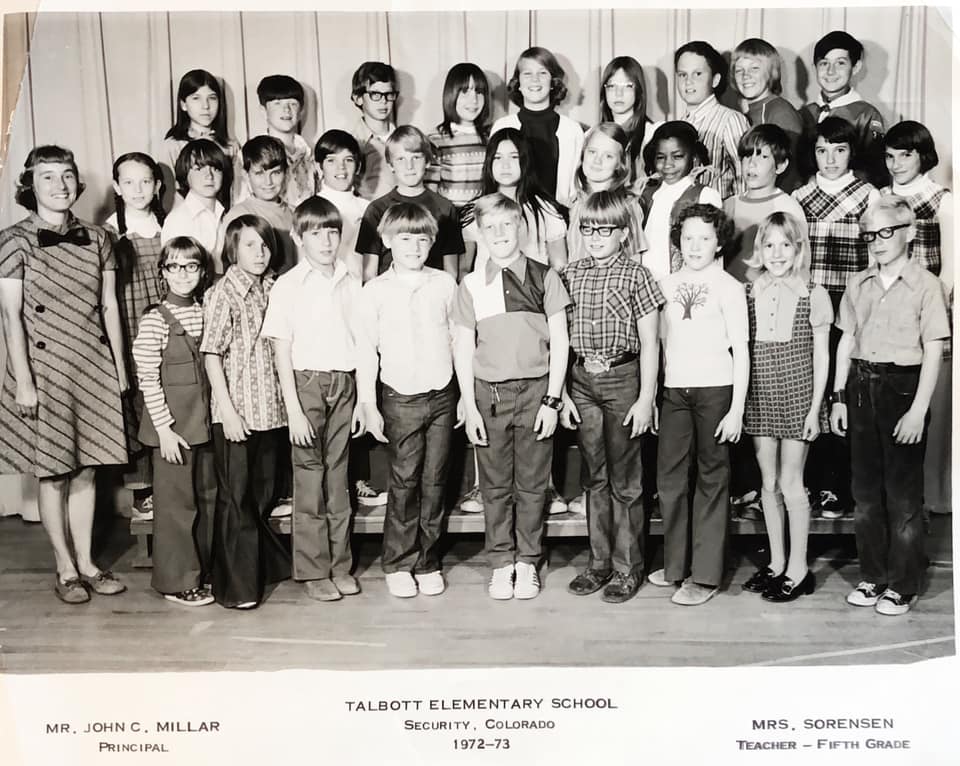 TALBOTT ELEMENTARY SCHOOL
SECURITY, COLORADO
1972–73
MR. JOHN C. MILLAR
PRINCIPAL
MRS. SORENSEN
TEACHER – FIFTH GRADE